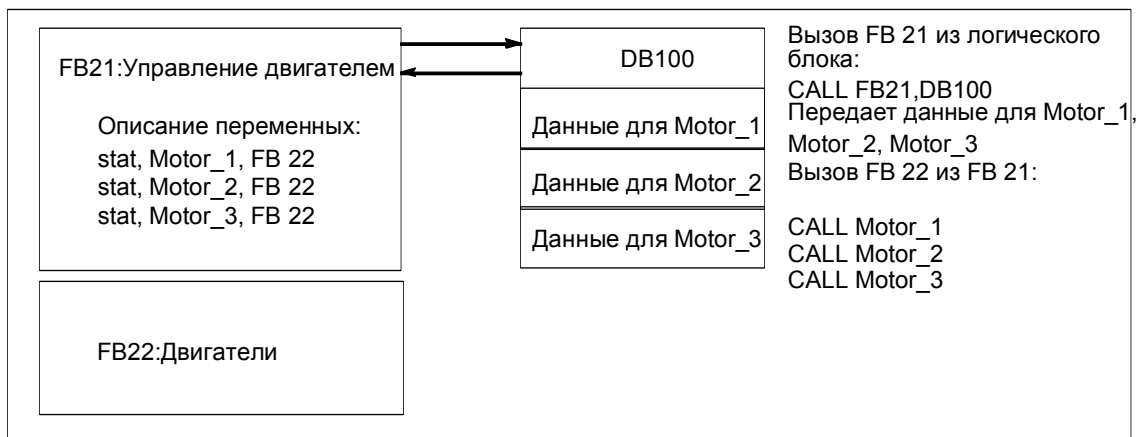 FB21:Управление двигателем
Описание переменных:
stat, Motor_1, FB 22
stat, Motor_2, FB 22
stat, Motor_3, FB 22
FB22:Двигатели
DB100
Данные для Motor_1
Данные для Motor_2
Данные для Motor_3
Вызов FB 21 из логического
блока:
CALL FB21,DB100
Передает данные для Motor_1,
Motor_2, Motor_3
Вызов FB 22 из FB 21:
CALL Motor_1
CALL Motor_2
CALL Motor_3